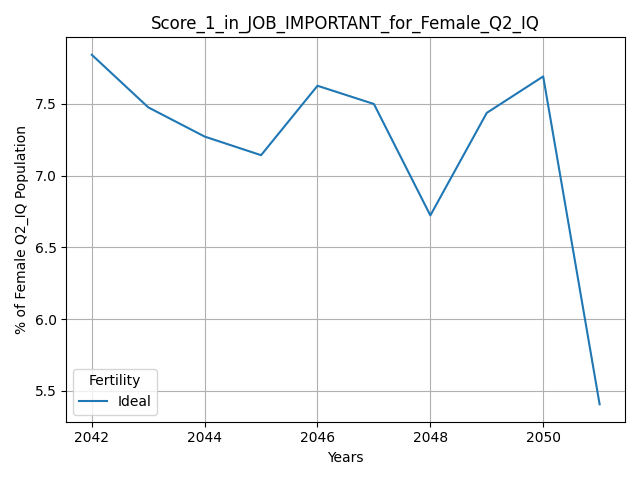 Score_1_in_JOB_IMPORTANT_for_Female_Q2_IQ
% of Female Q2_IQ Population
7.5
7.0
6.5
6.0
5.5
Fertility
Ideal
2042 2044 2046 2048 2050
Years